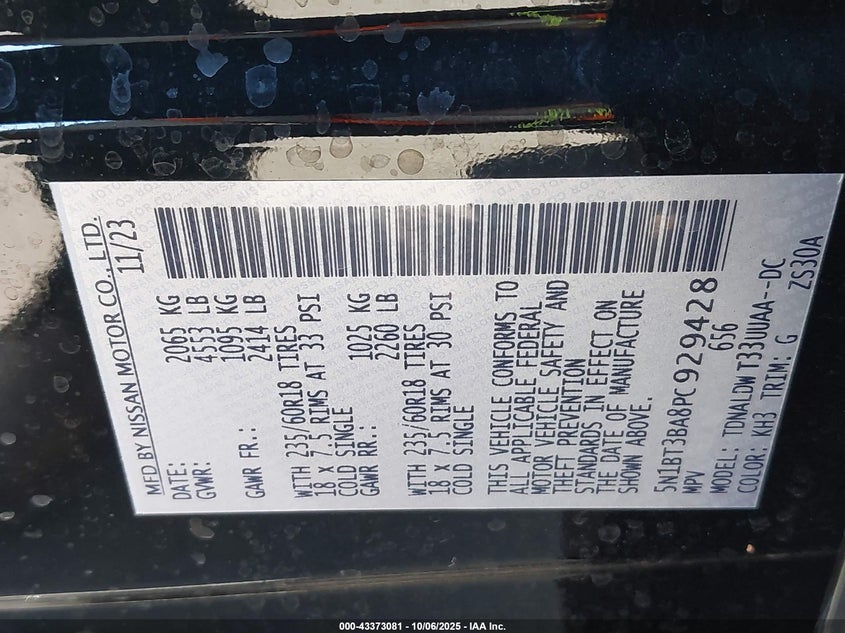 MFD BY NISSAN MOTOR CO., LTD.
DATE: 11/23
GVWR: 2065 KG
4553 LB
GAWR FR.: 1095 KG
2414 LB
WITH 235/60R18 TIRES
18 x 7.5 RIMS AT 33 PSI
COLD SINGLE
GAWR RR.: 1025 KG
2260 LB
WITH 235/60R18 TIRES
18 x 7.5 RIMS AT 30 PSI
COLD SINGLE
THIS VEHICLE CONFORMS TO
ALL APPLICABLE FEDERAL
MOTOR VEHICLE SAFETY AND
THEFT PREVENTION
STANDARDS IN EFFECT ON
THE DATE OF MANUFACTURE
SHOWN ABOVE.
5N1BT3BA8PC929428
MPV 656
MODEL: TDNALDWT33UUAA--DC
COLOR: KH3 TRIM: G ZS30A
000-43373081 - 10/06/2025 - IAA Inc.